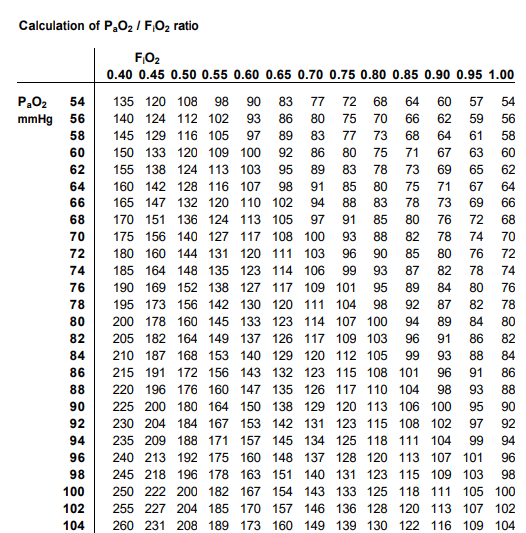 Calculation of PaO2 / FiO2 ratio
FiO2
0.40 0.45 0.50 0.55 0.60 0.65 0.70 0.75 0.80 0.85 0.90 0.95 1.00
PaO2 54 135 120 108 98 90 83 77 72 68 64 60 57 54
mmHg 56 140 124 112 102 93 86 80 75 70 66 62 59 56
58 145 129 116 105 97 89 83 77 73 68 64 61 58
60 150 133 120 109 100 92 86 80 75 71 67 63 60
62 155 138 124 113 103 95 89 83 78 73 69 65 62
64 160 142 128 116 107 98 91 85 80 75 71 67 64
66 165 147 132 120 110 102 94 88 83 78 73 69 66
68 170 151 136 124 113 105 97 91 85 80 76 72 68
70 175 156 140 127 117 108 100 93 88 82 78 74 70
72 180 160 144 131 120 111 103 96 90 85 80 76 72
74 185 164 148 135 123 114 106 99 93 87 82 78 74
76 190 169 152 138 127 117 109 101 95 89 84 80 76
78 195 173 156 142 130 120 111 104 98 92 87 82 78
80 200 178 160 145 133 123 114 107 100 94 89 84 80
82 205 182 164 149 137 126 117 109 103 96 91 86 82
84 210 187 168 153 140 129 120 112 105 99 93 88 84
86 215 191 172 156 143 132 123 115 108 101 96 91 86
88 220 196 176 160 147 135 126 117 110 104 98 93 88
90 225 200 180 164 150 138 129 120 113 106 100 95 90
92 230 204 184 167 153 142 131 123 115 108 102 97 92
94 235 209 188 171 157 145 134 125 118 111 104 99 94
96 240 213 192 175 160 148 137 128 120 113 107 101 96
98 245 218 196 178 163 151 140 131 123 115 109 103 98
100 250 222 200 182 167 154 143 133 125 118 111 105 100
102 255 227 204 185 170 157 146 136 128 120 113 107 102
104 260 231 208 189 173 160 149 139 130 122 116 109 104